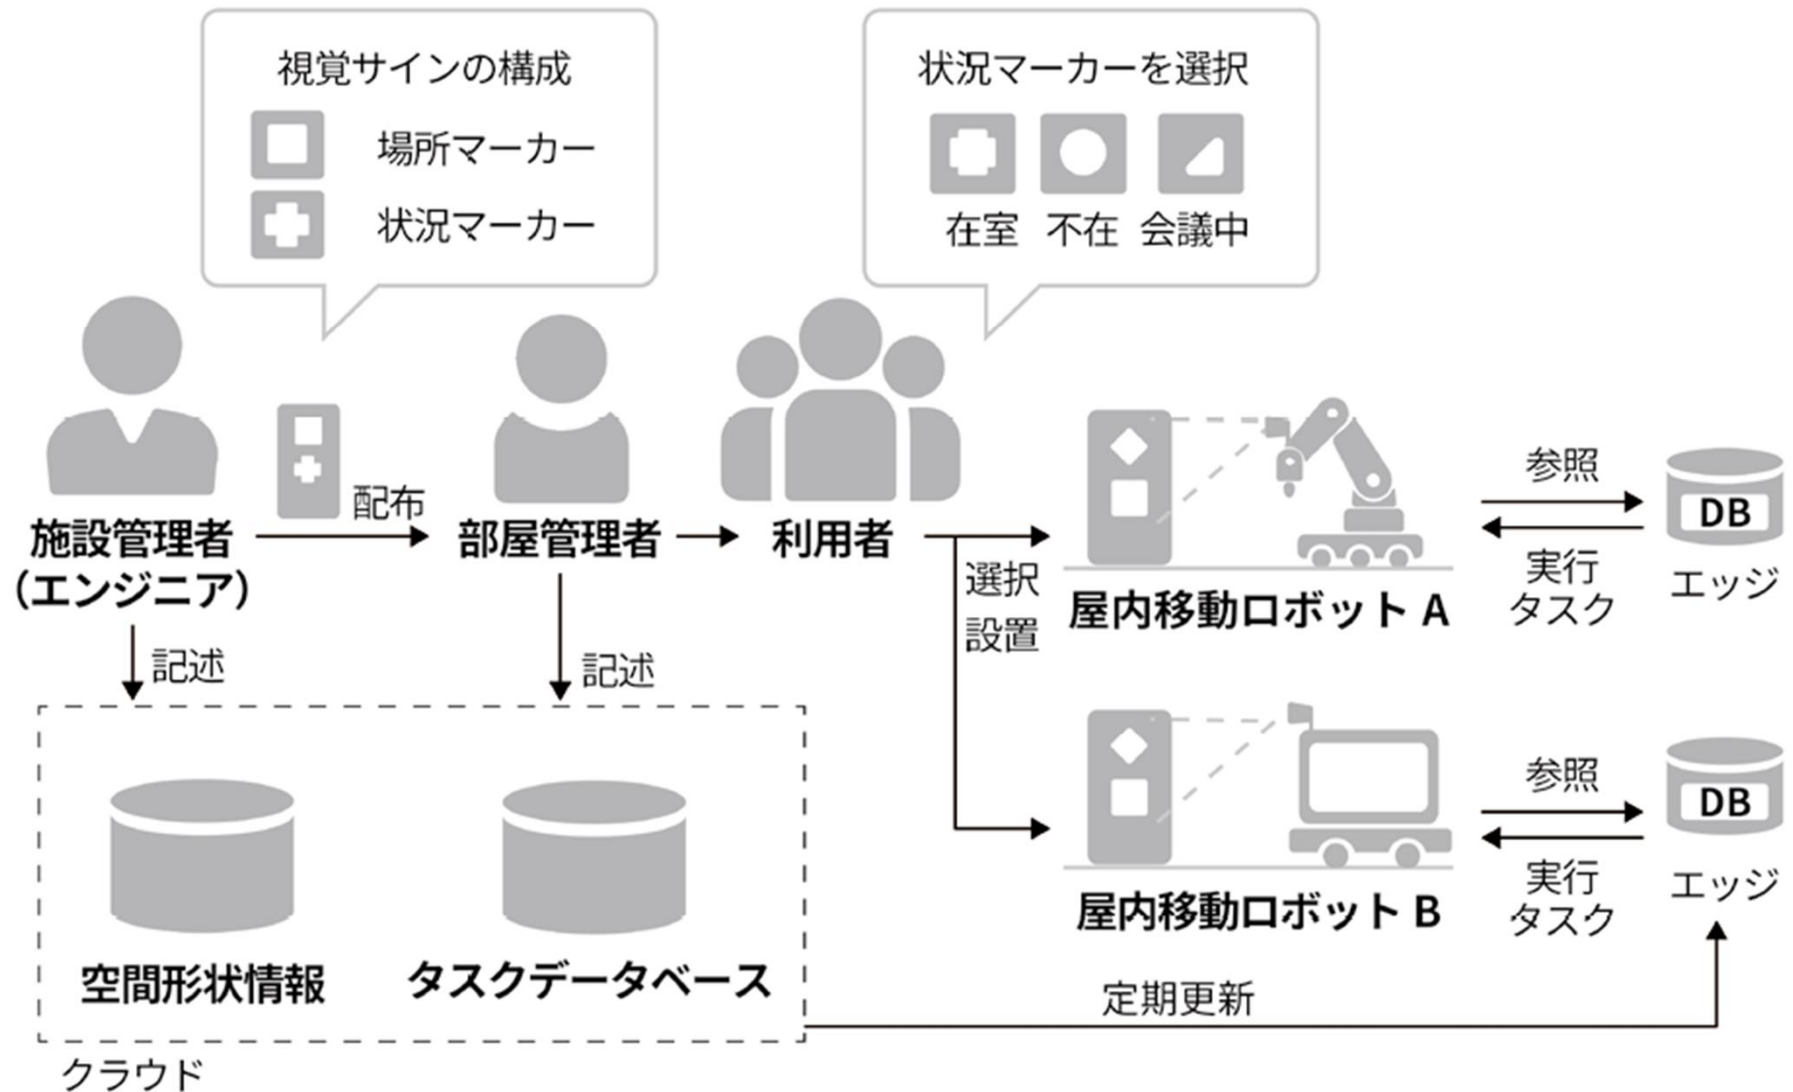 視覚サインの構成
場所マーカー
状況マーカー
状況マーカーを選択
在室 不在 会議中
配布
施設管理者
（エンジニア）
部屋管理者
利用者
選択
設置
屋内移動ロボット A
参照
実行
タスク
DB
エッジ
記述
記述
屋内移動ロボット B
参照
実行
タスク
DB
エッジ
空間形状情報
タスクデータベース
定期更新
クラウド